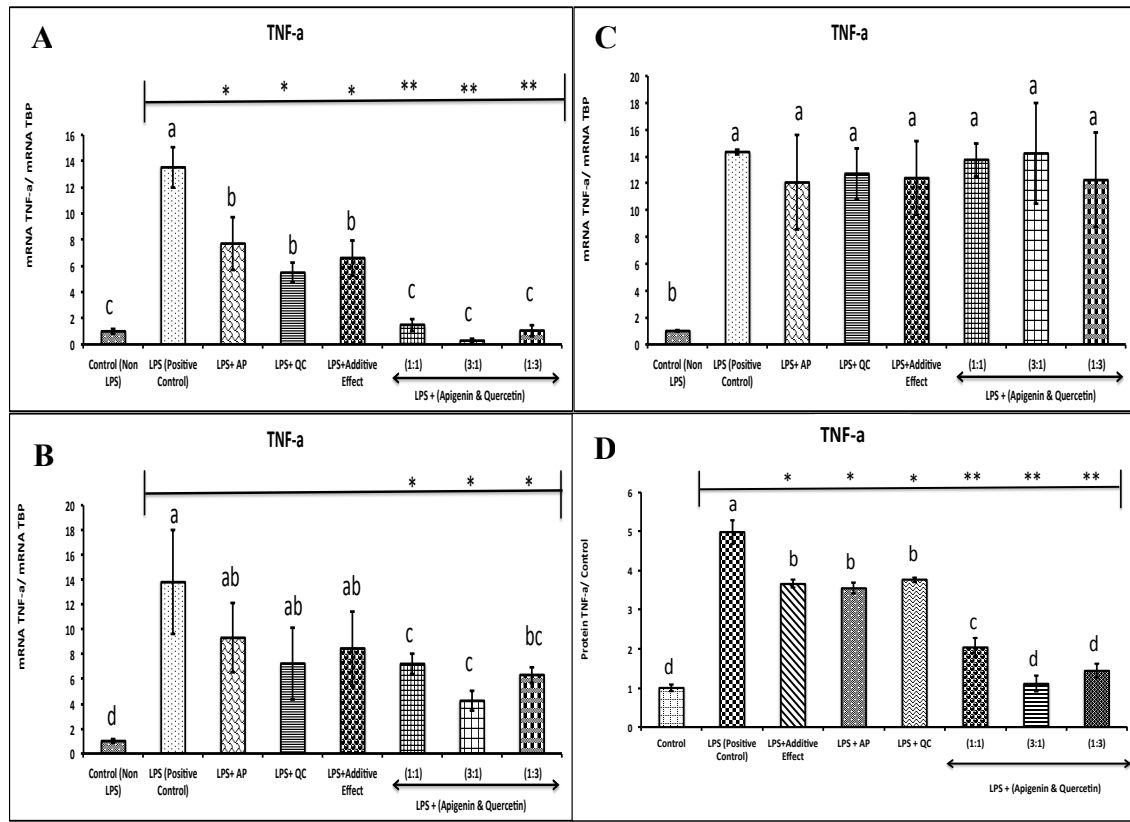 A
TNF-a
* * * ** ** **
mRNA TNF-a/ mRNA TBP
16
14
12
10
8
6
4
2
0
c a b b b c c c
Control (Non LPS)
LPS (Positive Control)
LPS+ AP
LPS+ QC
LPS+Additive Effect
(1:1)
(3:1)
(1:3)
LPS + (Apigenin & Quercetin)
C
TNF-a
mRNA TNF-a/ mRNA TBP
20
18
16
14
12
10
8
6
4
2
0
b a a a a a a a
Control (Non LPS)
LPS (Positive Control)
LPS+ AP
LPS+ QC
LPS+Additive Effect
(1:1)
(3:1)
(1:3)
LPS + (Apigenin & Quercetin)
B
TNF-a
* * *
mRNA TNF-a/ mRNA TBP
20
18
16
14
12
10
8
6
4
2
0
d a ab ab ab c c bc
Control (Non LPS)
LPS (Positive Control)
LPS+ AP
LPS+ QC
LPS+Additive Effect
(1:1)
(3:1)
(1:3)
LPS + (Apigenin & Quercetin)
D
TNF-a
* * * ** ** **
Protein TNF-a/ Control
6
5
4
3
2
1
0
d a b b b c d d
Control
LPS (Positive Control)
LPS+Additive Effect
LPS + AP
LPS + QC
(1:1)
(3:1)
(1:3)
LPS + (Apigenin & Quercetin)